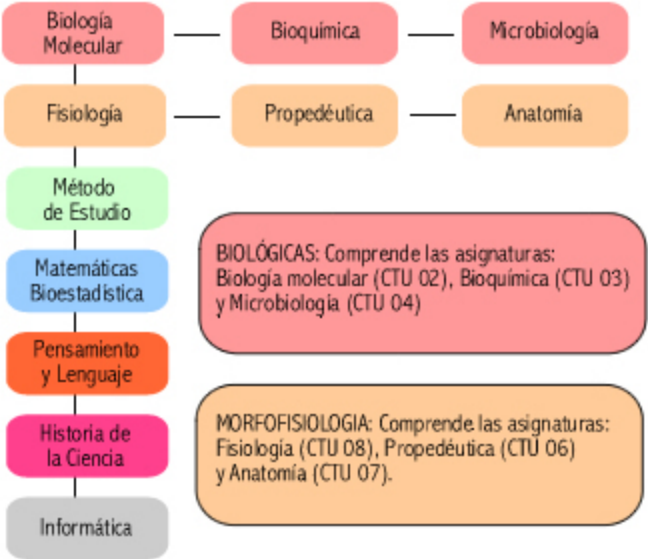 Biología
Molecular
Bioquímica
Microbiología
Fisiología
Propedéutica
Anatomía
Método
de Estudio
Matemáticas
Bioestadística
Pensamiento
y Lenguaje
Historia de
la Ciencia
Informática
BIOLÓGICAS: Comprende las asignaturas:
Biología molecular (CTU 02), Bioquímica (CTU 03)
y Microbiología (CTU 04)
MORFOFISIOLOGIA: Comprende las asignaturas:
Fisiología (CTU 08), Propedéutica (CTU 06)
y Anatomía (CTU 07).